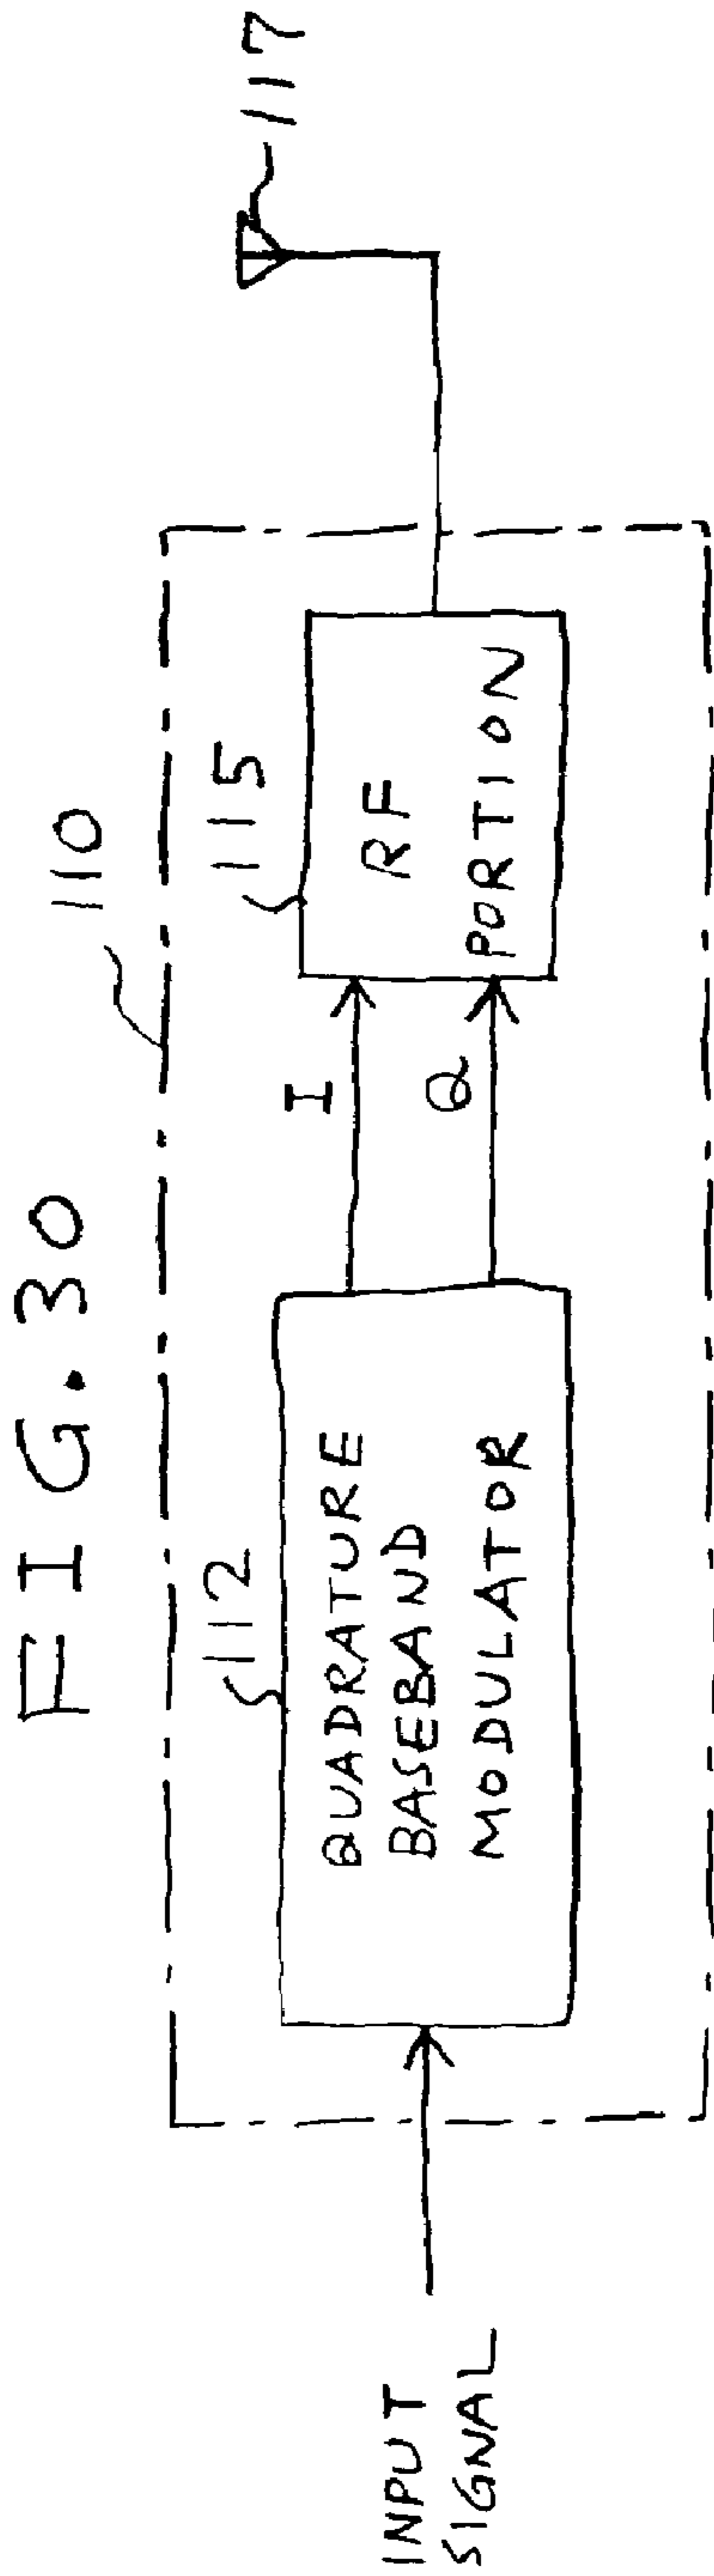 FIG. 30
110
112
115
117
INPUT
SIGNAL
QUADRATURE
BASEBAND
MODULATOR
I
Q
RF
PORTION